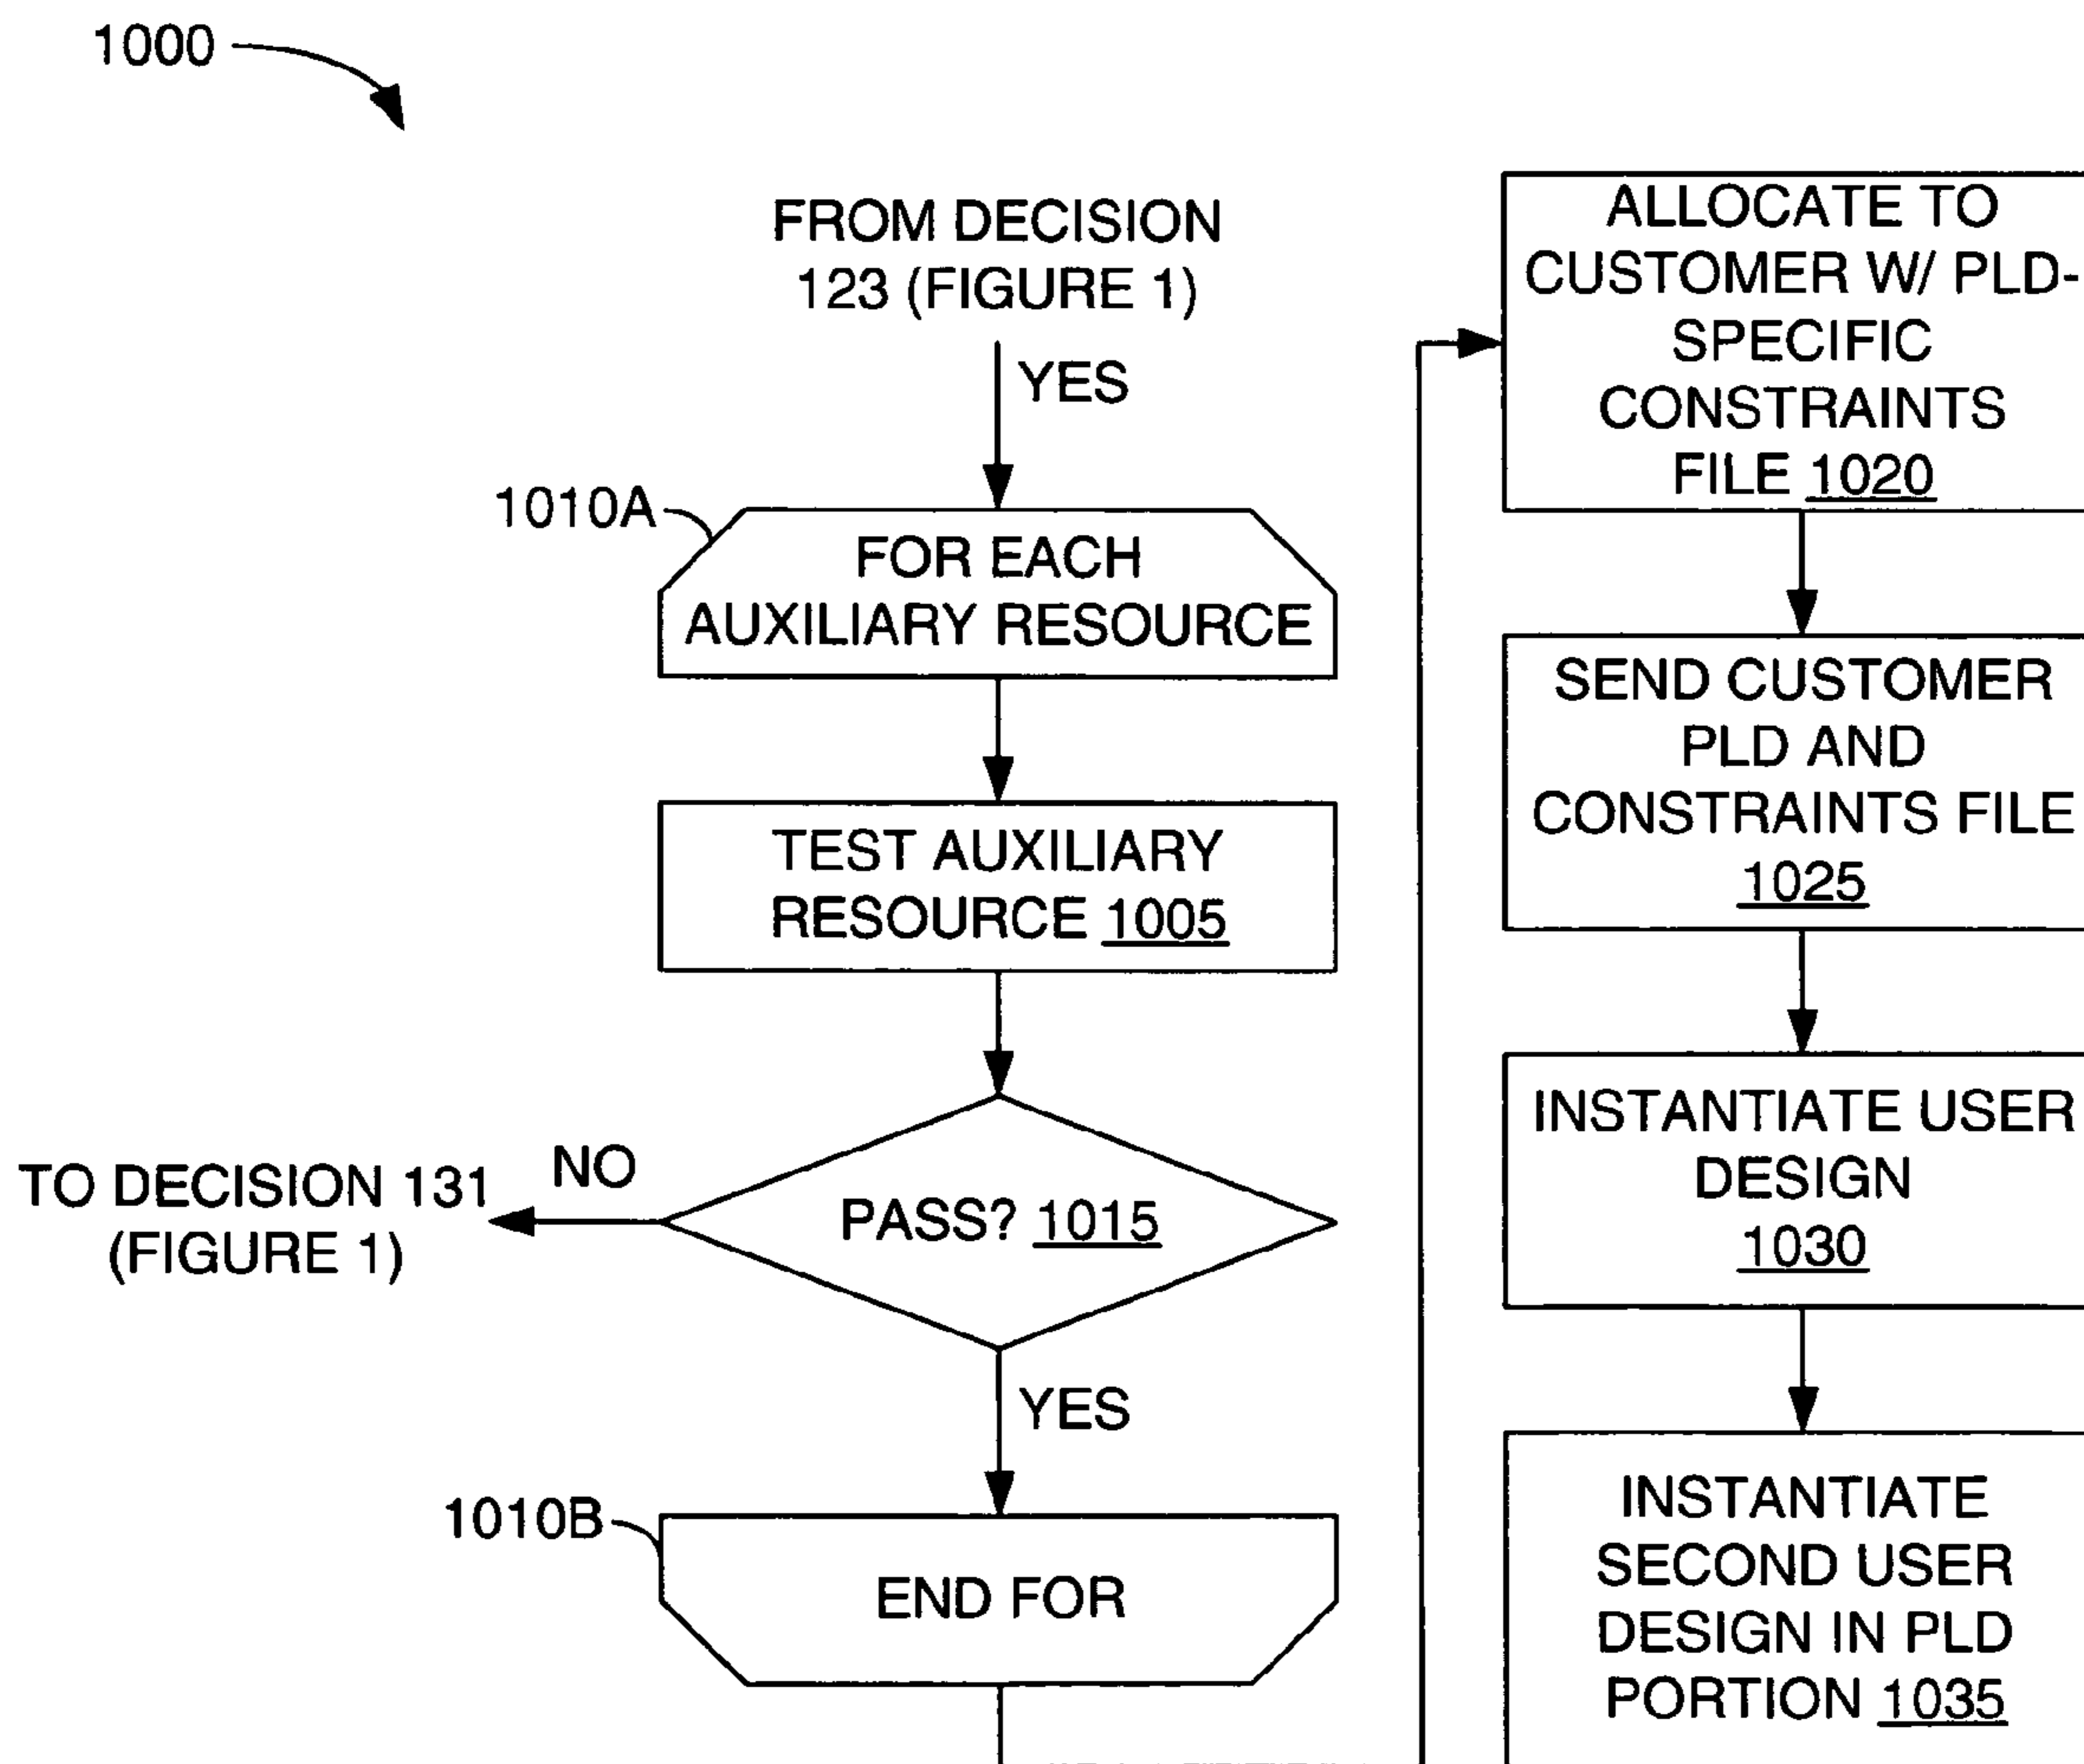 1000
FROM DECISION
123 (FIGURE 1)
YES
1010A
FOR EACH
AUXILIARY RESOURCE
TEST AUXILIARY
RESOURCE 1005
NO
TO DECISION 131
(FIGURE 1)
PASS? 1015
YES
1010B
END FOR
ALLOCATE TO
CUSTOMER W/ PLD-
SPECIFIC
CONSTRAINTS
FILE 1020
SEND CUSTOMER
PLD AND
CONSTRAINTS FILE
1025
INSTANTIATE USER
DESIGN
1030
INSTANTIATE
SECOND USER
DESIGN IN PLD
PORTION 1035